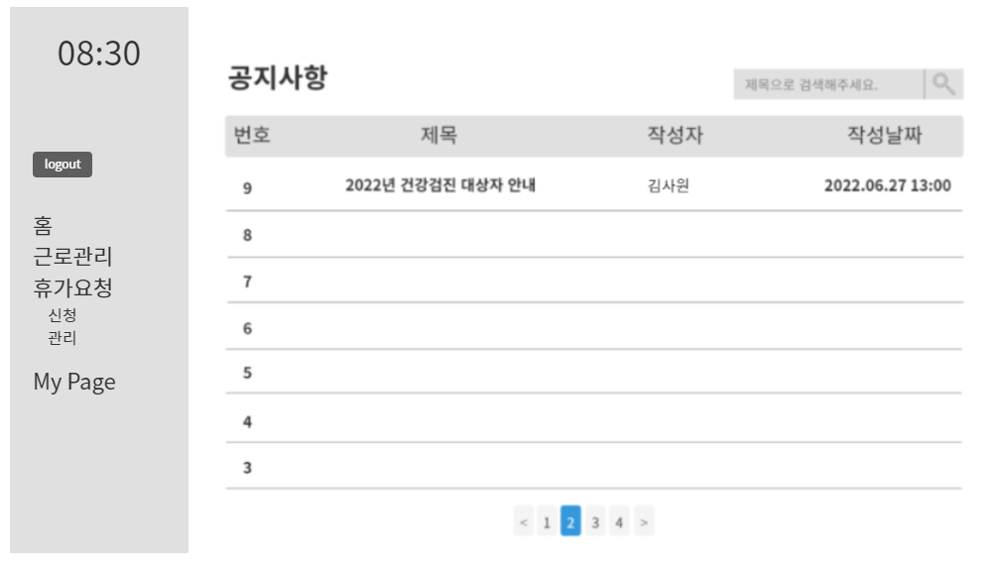 08:30
logout
홈
근로관리
휴가요청
신청
관리
My Page
공지사항
제목으로 검색해주세요.
번호 제목 작성자 작성날짜
9 2022년 건강검진 대상자 안내 김사원 2022.06.27 13:00
8
7
6
5
4
3
< 1 2 3 4 >